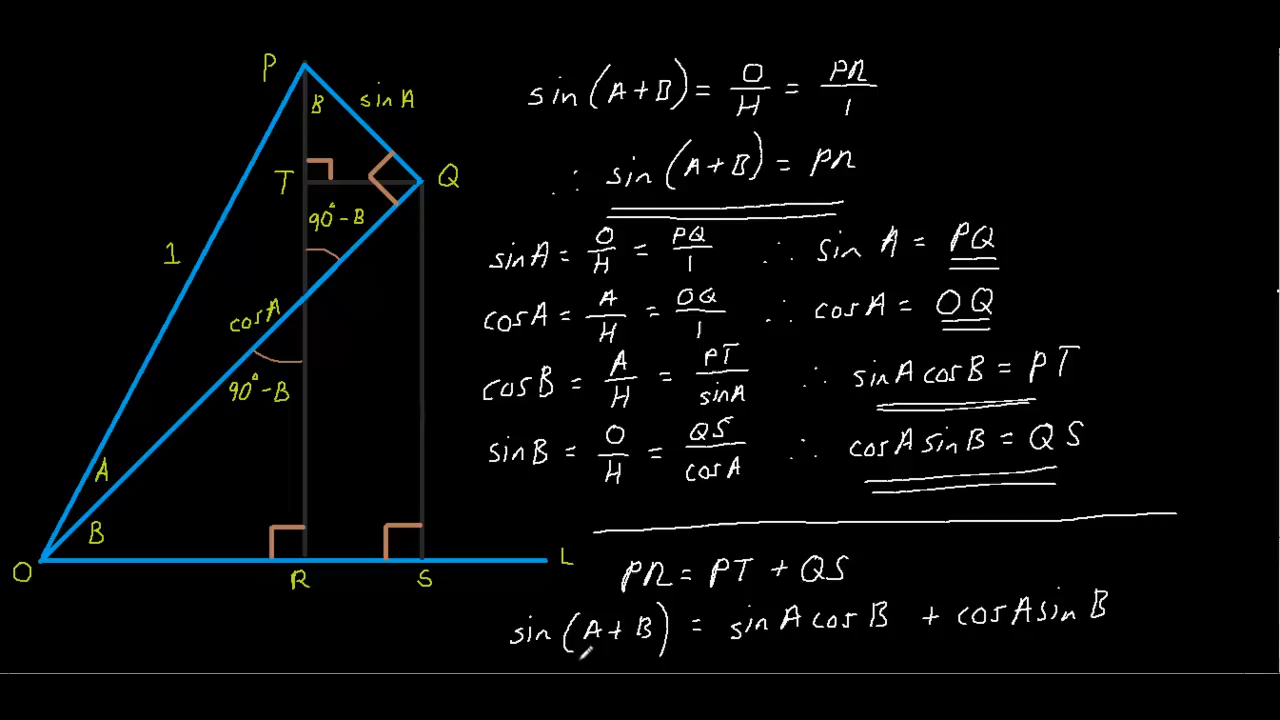 P
B
sin A
T
Q
90° - B
1
cos A
90° - B
A
B
O
R
S
L
sin(A+B) = O/H = PR/1
∴ sin(A+B) = PR
sin A = O/H = PQ/1 ∴ sin A = PQ
cos A = A/H = OQ/1 ∴ cos A = OQ
cos B = A/H = PT/sin A ∴ sin A cos B = PT
sin B = O/H = QS/cos A ∴ cos A sin B = QS
PR = PT + QS
sin(A+B) = sin A cos B + cos A sin B